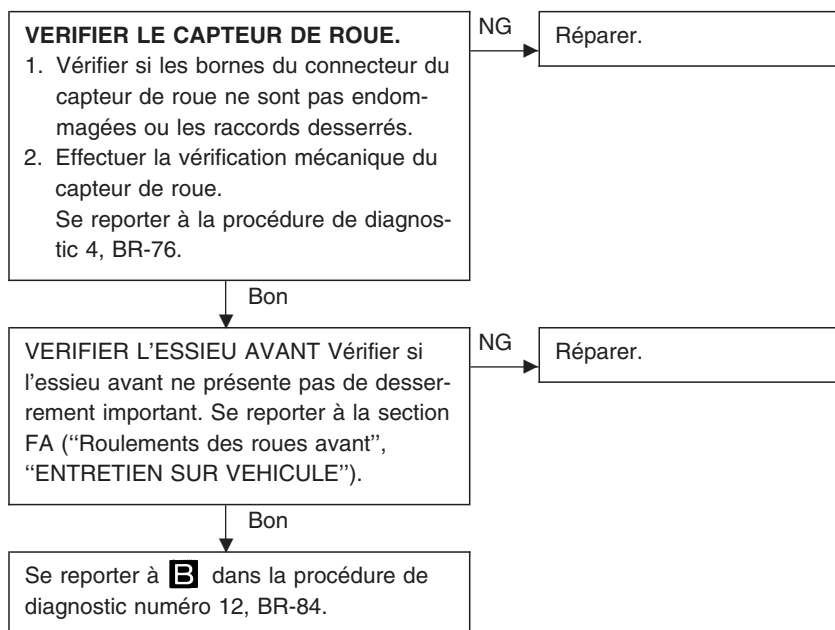 VERIFIER LE CAPTEUR DE ROUE.
1. Vérifier si les bornes du connecteur du
capteur de roue ne sont pas endom-
magées ou les raccords desserrés.
2. Effectuer la vérification mécanique du
capteur de roue.
Se reporter à la procédure de diagnos-
tic 4, BR-76.
NG
Réparer.
Bon
VERIFIER L'ESSIEU AVANT Vérifier si
l'essieu avant ne présente pas de desser-
rement important. Se reporter à la section
FA (‘‘Roulements des roues avant’’,
‘‘ENTRETIEN SUR VEHICULE’’).
NG
Réparer.
Bon
Se reporter à B dans la procédure de
diagnostic numéro 12, BR-84.